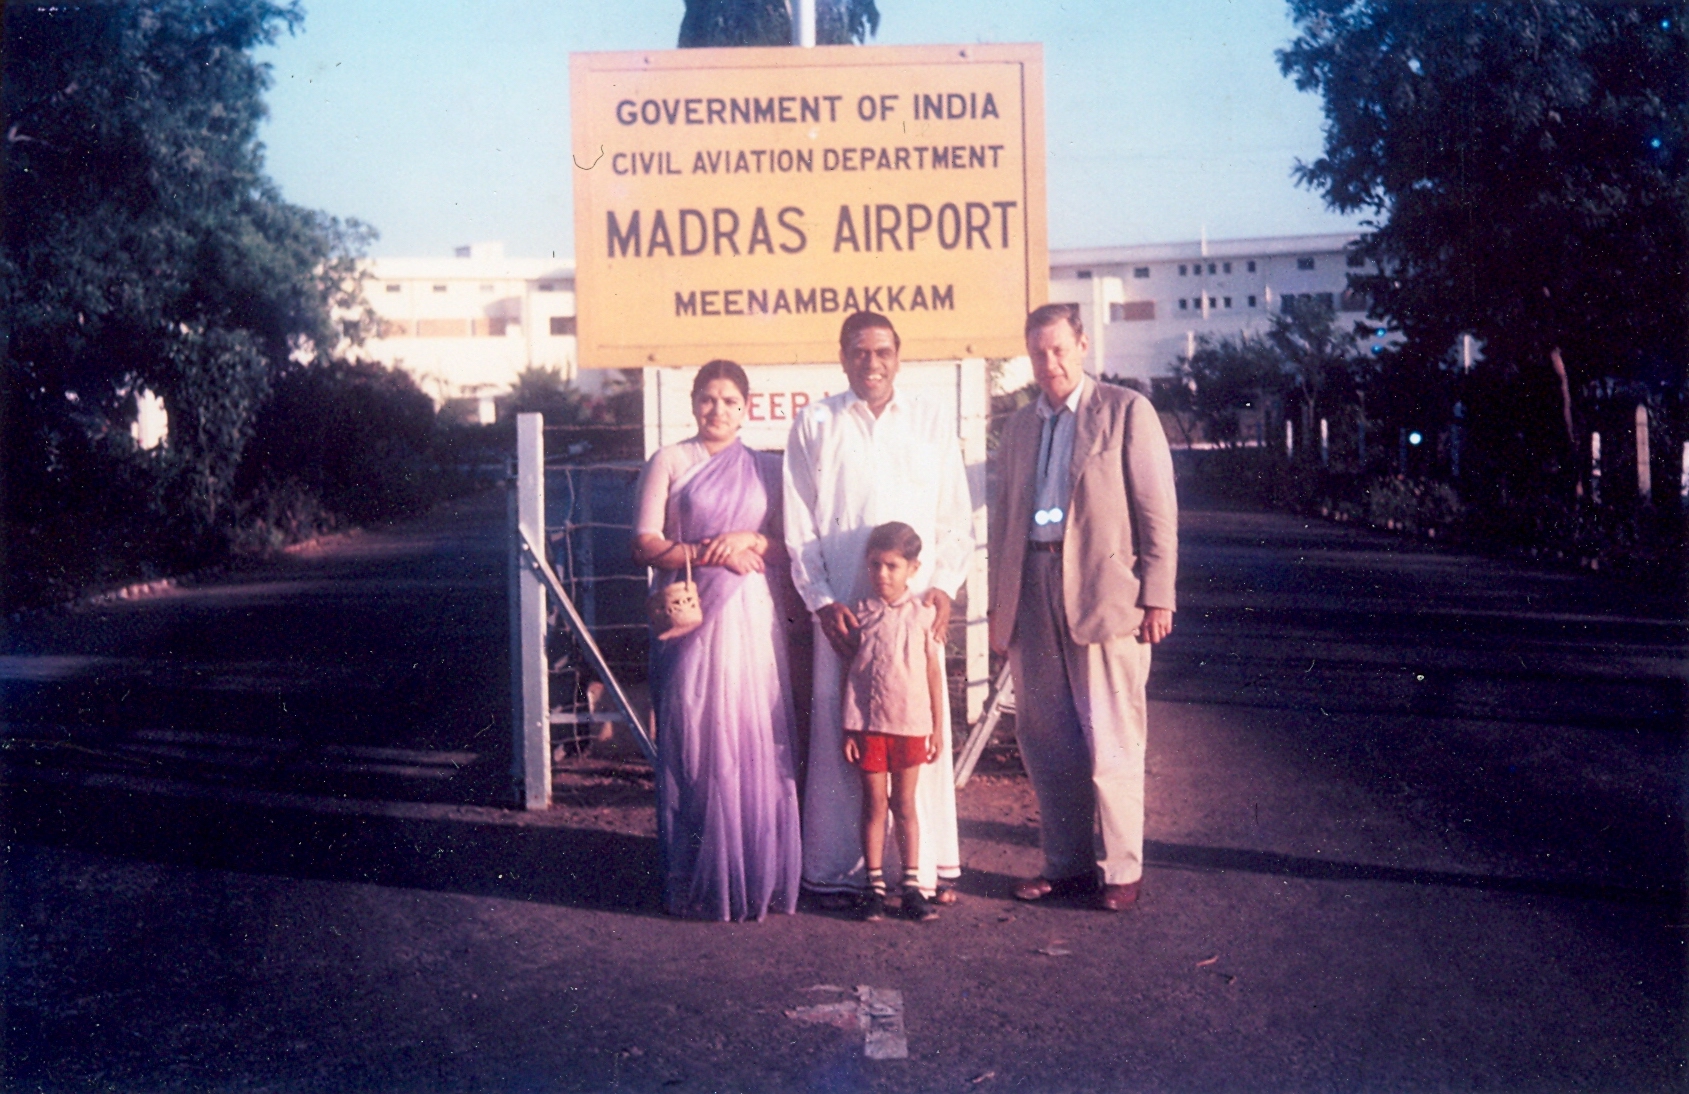 GOVERNMENT OF INDIA
CIVIL AVIATION DEPARTMENT
MADRAS AIRPORT
MEENAMBAKKAM